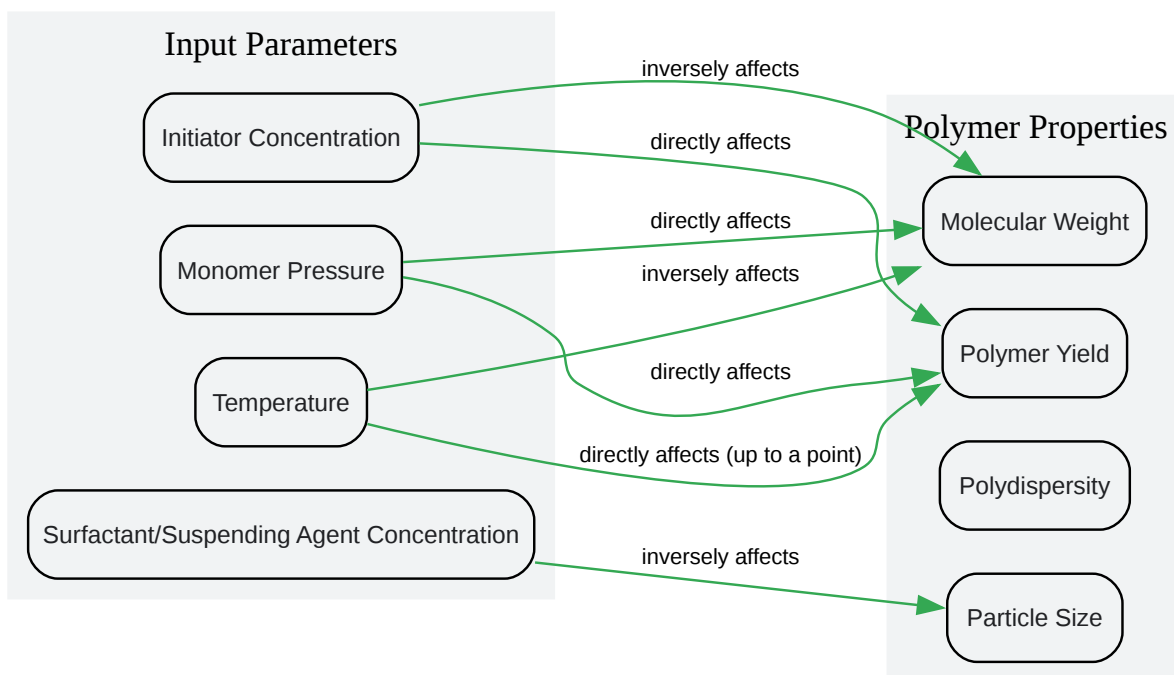 Input Parameters
Initiator Concentration
Monomer Pressure
Temperature
Surfactant/Suspending Agent Concentration
inversely affects
directly affects
directly affects
inversely affects
directly affects
directly affects (up to a point)
inversely affects
Polymer Properties
Molecular Weight
Polymer Yield
Polydispersity
Particle Size